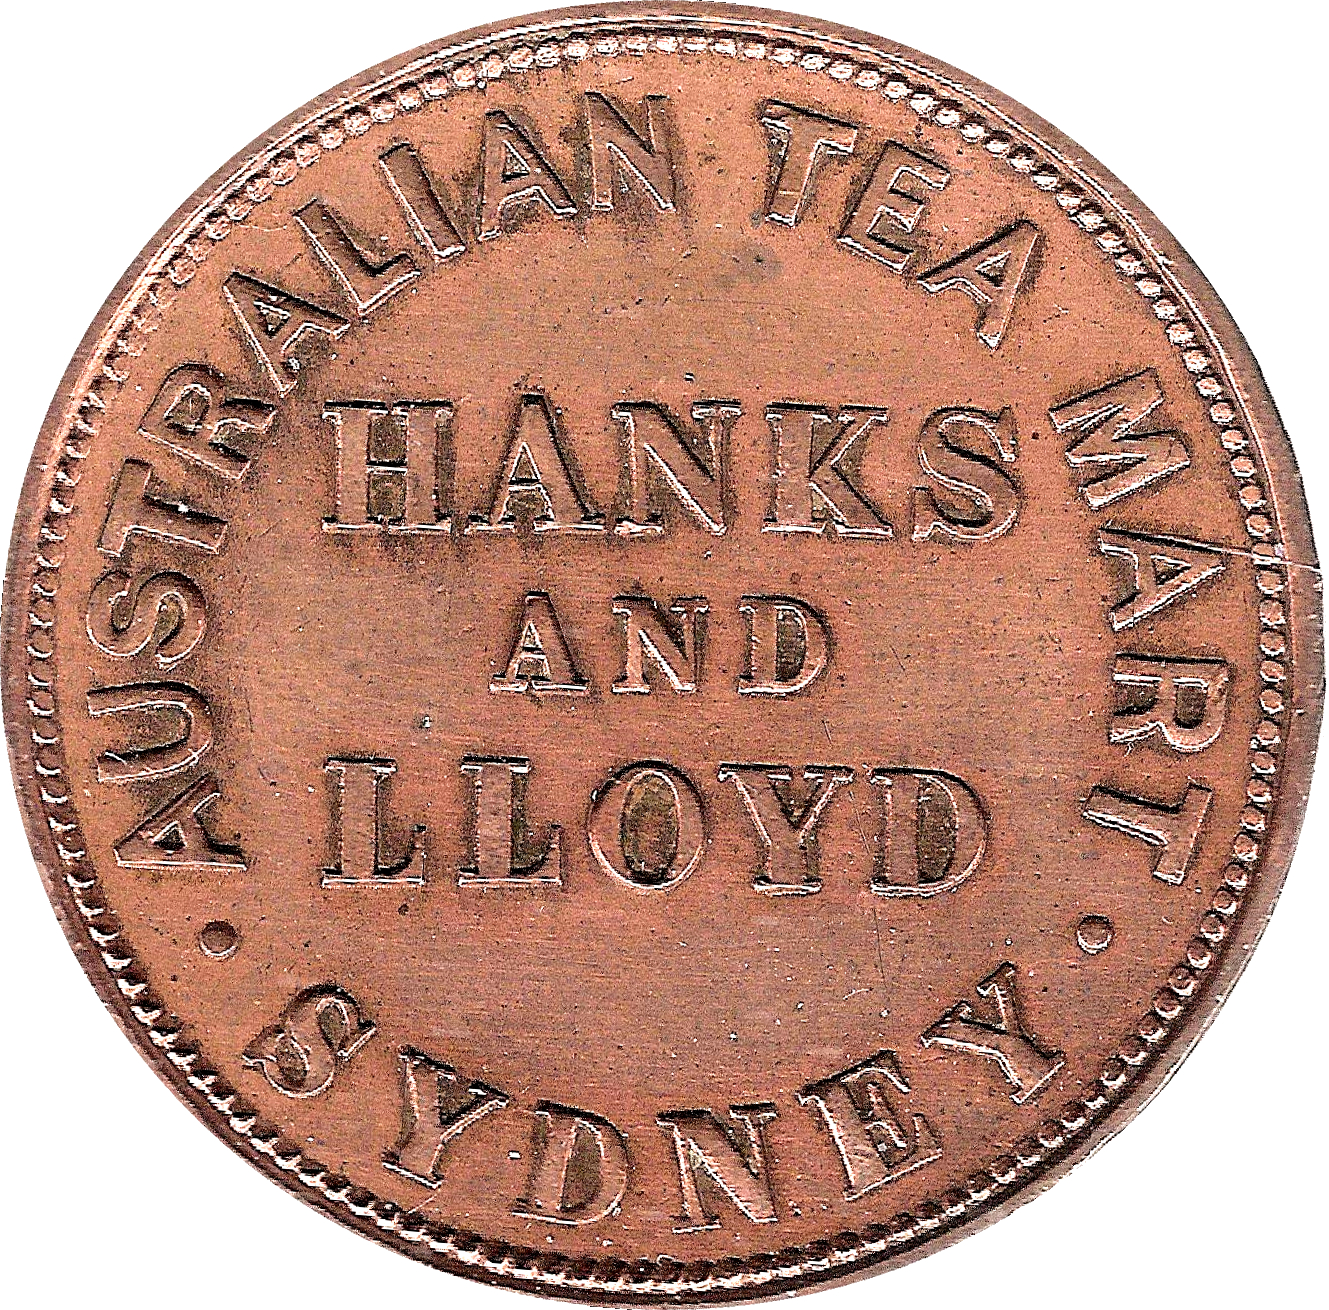 AUSTRALIAN TEA MART
HANKS
AND
LLOYD
· SYDNEY ·